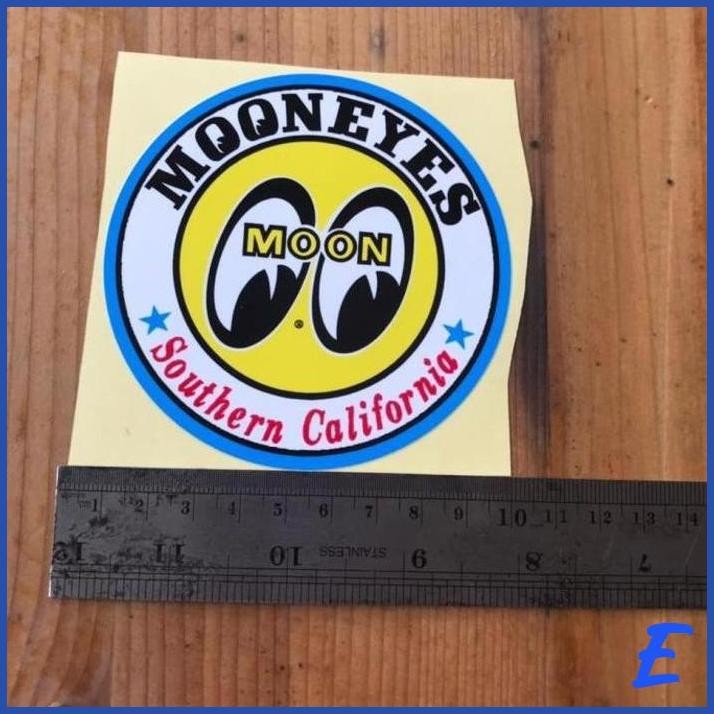 MOONEYES
MOON
®
Southern California
1 2 3 4 5 6 7 8 9 10 11 12 13 14
12 11 10 STAINLESS 9 8 7
E